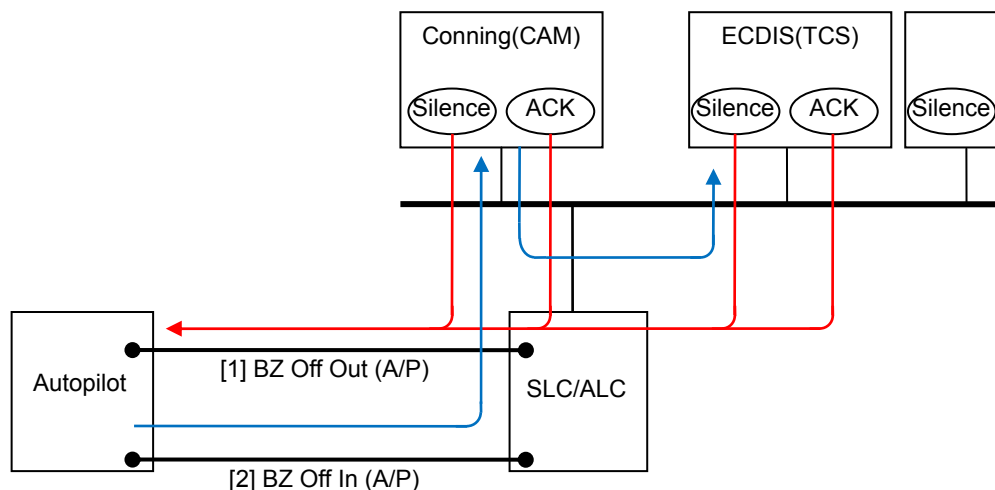 Conning(CAM)
ECDIS(TCS)
Silence
ACK
Silence
ACK
Silence
[1] BZ Off Out (A/P)
Autopilot
SLC/ALC
[2] BZ Off In (A/P)